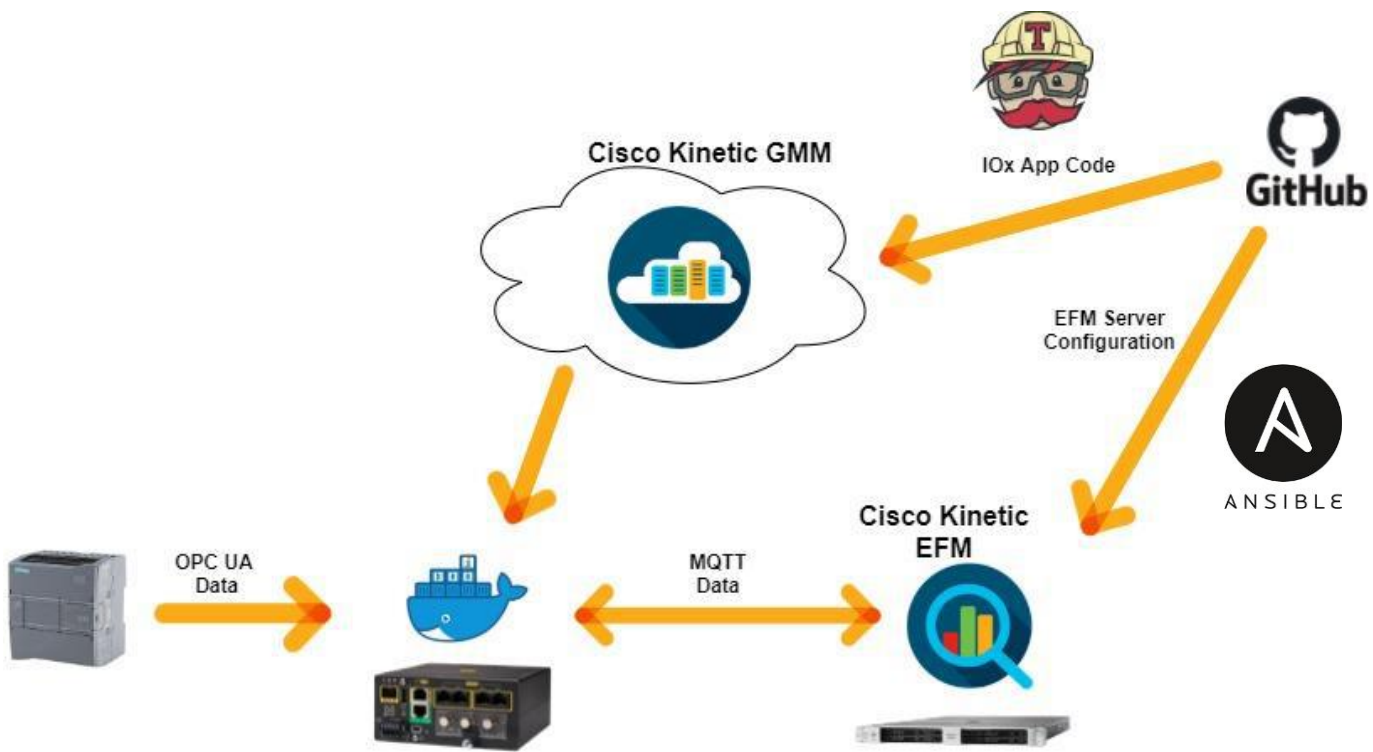 T
Cisco Kinetic GMM
IOx App Code
GitHub
EFM Server
Configuration
ANSIBLE
Cisco Kinetic
EFM
OPC UA
Data
MQTT
Data